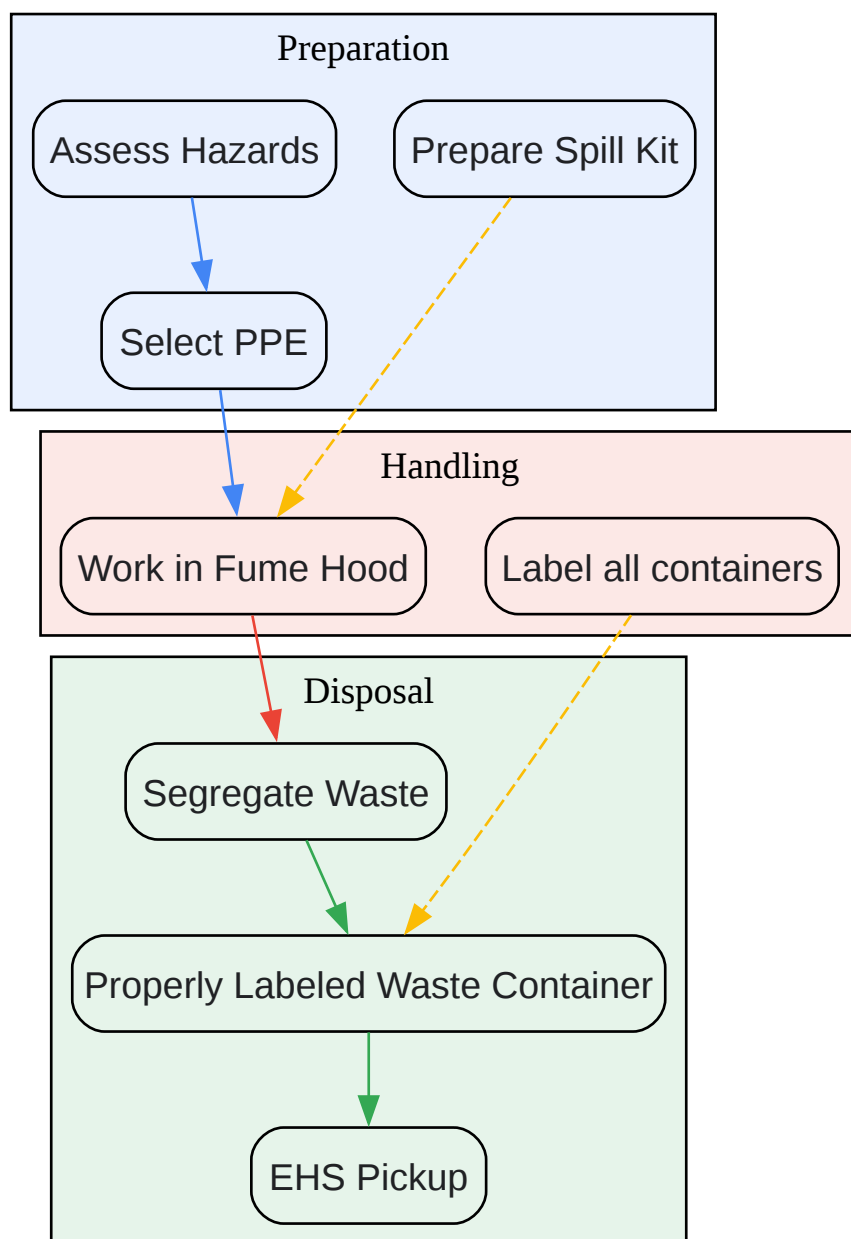 Preparation
Assess Hazards
Prepare Spill Kit
Select PPE
Handling
Work in Fume Hood
Label all containers
Disposal
Segregate Waste
Properly Labeled Waste Container
EHS Pickup